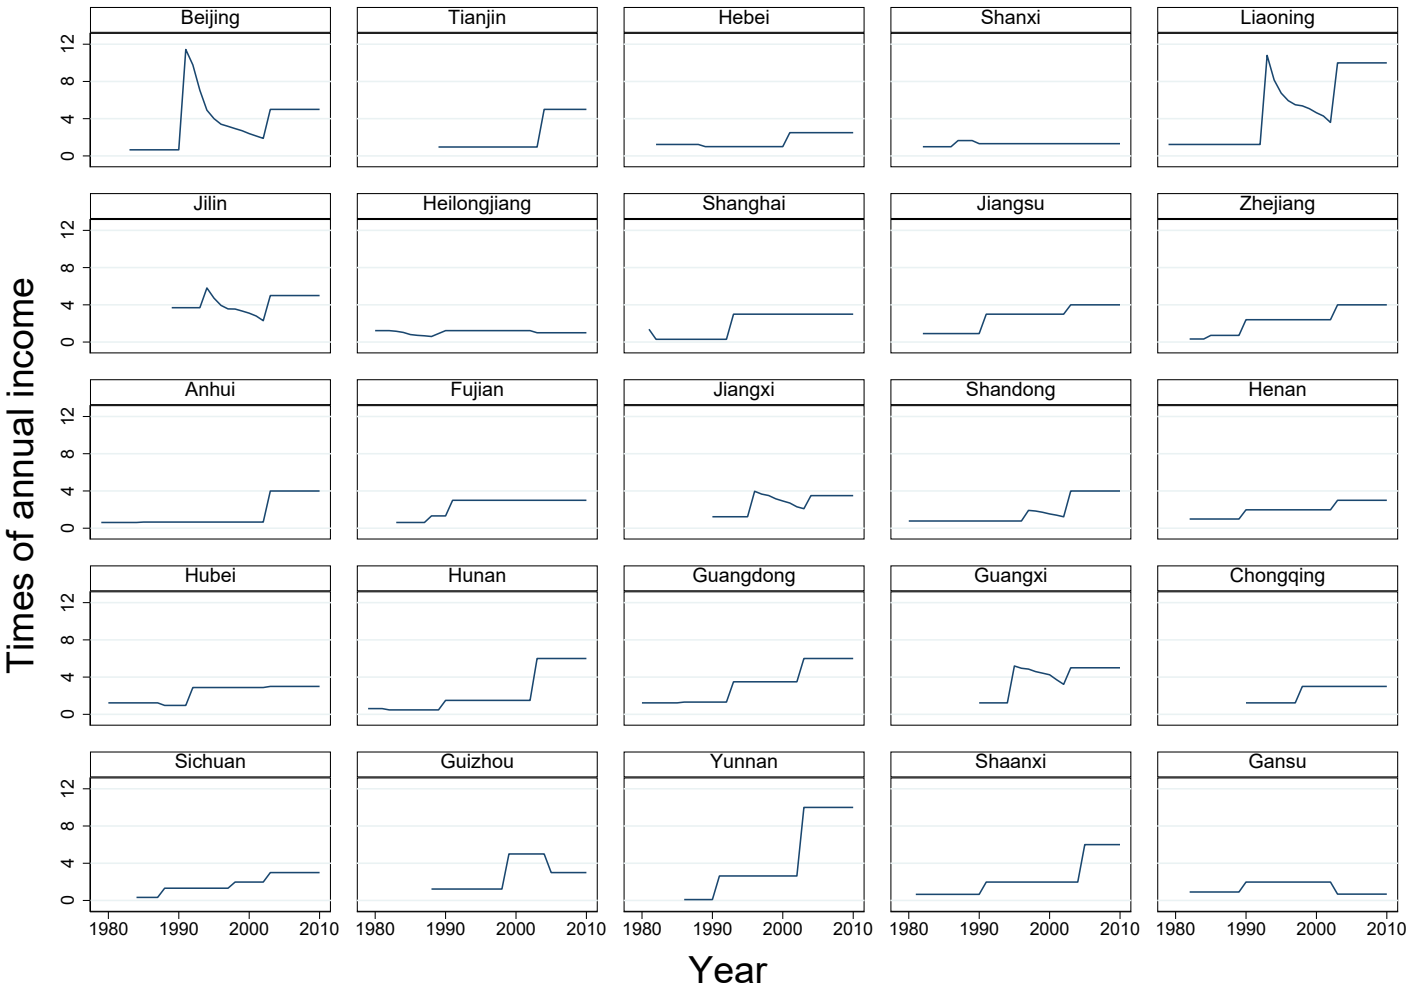 Beijing Tianjin Hebei Shanxi Liaoning
0 4 8 12
Jilin Heilongjiang Shanghai Jiangsu Zhejiang
0 4 8 12
Anhui Fujian Jiangxi Shandong Henan
0 4 8 12
Hubei Hunan Guangdong Guangxi Chongqing
0 4 8 12
Sichuan Guizhou Yunnan Shaanxi Gansu
0 4 8 12
1980 1990 2000 2010 1980 1990 2000 2010 1980 1990 2000 2010 1980 1990 2000 2010 1980 1990 2000 2010
Times of annual income
Year